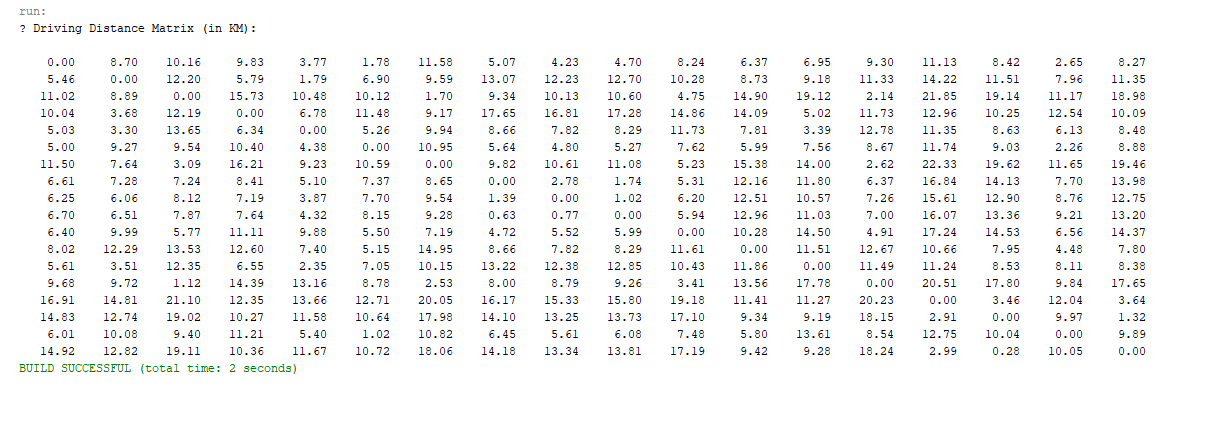 run:
? Driving Distance Matrix (in KM):
0.00 8.70 10.16 9.83 3.77 1.78 11.58 5.07 4.23 4.70 8.24 6.37 6.95 9.30 11.13 8.42 2.65 8.27
5.46 0.00 12.20 5.79 1.79 6.90 9.59 13.07 12.23 12.70 10.28 8.73 9.18 11.33 14.22 11.51 7.96 11.35
11.02 8.89 0.00 15.73 10.48 10.12 1.70 9.34 10.13 10.60 4.75 14.90 19.12 2.14 21.85 19.14 11.17 18.98
10.04 3.68 12.19 0.00 6.78 11.48 9.17 17.65 16.81 17.28 14.86 14.09 5.02 11.73 12.96 10.25 12.54 10.09
5.03 3.30 13.65 6.34 0.00 5.26 9.94 8.66 7.82 8.29 11.73 7.81 3.39 12.78 11.35 8.63 6.13 8.48
5.00 9.27 9.54 10.40 4.38 0.00 10.95 5.64 4.80 5.27 7.62 5.99 7.56 8.67 11.74 9.03 2.26 8.88
11.50 7.64 3.09 16.21 9.23 10.59 0.00 9.82 10.61 11.08 5.23 15.38 14.00 2.62 22.33 19.62 11.65 19.46
6.61 7.28 7.24 8.41 5.10 7.37 8.65 0.00 2.78 1.74 5.31 12.16 11.80 6.37 16.84 14.13 7.70 13.98
6.25 6.06 8.12 7.19 3.87 7.70 9.54 1.39 0.00 1.02 6.20 12.51 10.57 7.26 15.61 12.90 8.76 12.75
6.70 6.51 7.87 7.64 4.32 8.15 9.28 0.63 0.77 0.00 5.94 12.96 11.03 7.00 16.07 13.36 9.21 13.20
6.40 9.99 5.77 11.11 9.88 5.50 7.19 4.72 5.52 5.99 0.00 10.28 14.50 4.91 17.24 14.53 6.56 14.37
8.02 12.29 13.53 12.60 7.40 5.15 14.95 8.66 7.82 8.29 11.61 0.00 11.51 12.67 10.66 7.95 4.48 7.80
5.61 3.51 12.35 6.55 2.35 7.05 10.15 13.22 12.38 12.85 10.43 11.86 0.00 11.49 11.24 8.53 8.11 8.38
9.68 9.72 1.12 14.39 13.16 8.78 2.53 8.00 8.79 9.26 3.41 13.56 17.78 0.00 20.51 17.80 9.84 17.65
16.91 14.81 21.10 12.35 13.66 12.71 20.05 16.17 15.33 15.80 19.18 11.41 11.27 20.23 0.00 3.46 12.04 3.64
14.83 12.74 19.02 10.27 11.58 10.64 17.98 14.10 13.25 13.73 17.10 9.34 9.19 18.15 2.91 0.00 9.97 1.32
6.01 10.08 9.40 11.21 5.40 1.02 10.82 6.45 5.61 6.08 7.48 5.80 13.61 8.54 12.75 10.04 0.00 9.89
14.92 12.82 19.11 10.36 11.67 10.72 18.06 14.18 13.34 13.81 17.19 9.42 9.28 18.24 2.99 0.28 10.05 0.00
BUILD SUCCESSFUL (total time: 2 seconds)